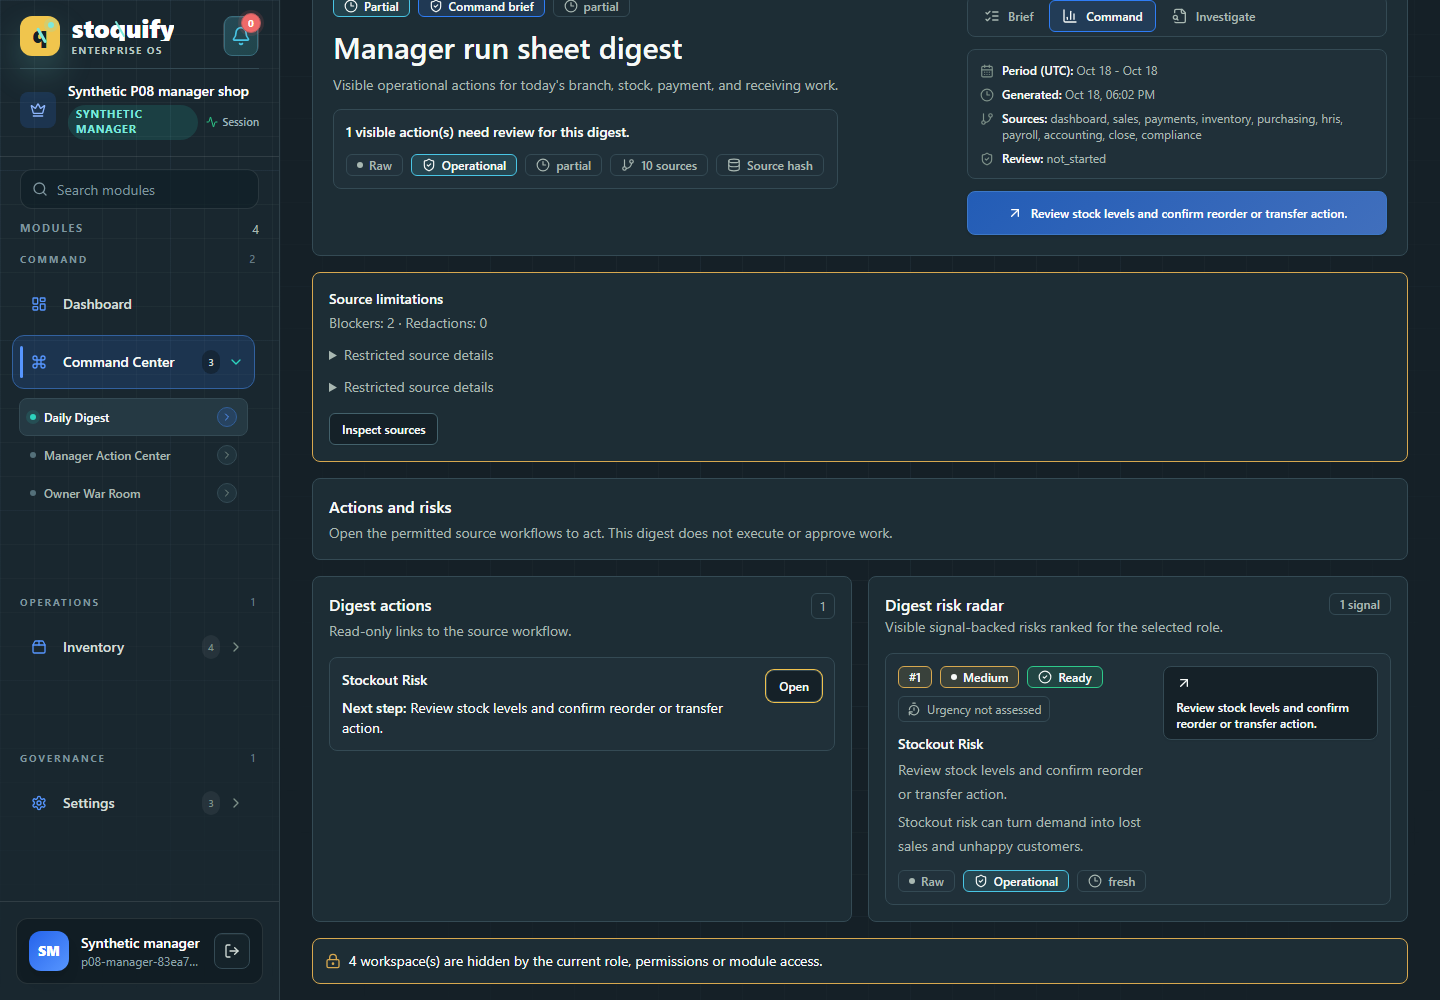 stoquify
ENTERPRISE OS
0
Synthetic P08 manager shop
SYNTHETIC
MANAGER
Session
Search modules
MODULES
4
COMMAND
2
Dashboard
Command Center
3
Daily Digest
Manager Action Center
Owner War Room
OPERATIONS
1
Inventory
4
GOVERNANCE
1
Settings
3
SM
Synthetic manager
p08-manager-83ea7...
Partial
Command brief
partial
Manager run sheet digest
Visible operational actions for today's branch, stock, payment, and receiving work.
1 visible action(s) need review for this digest.
Raw
Operational
partial
10 sources
Source hash
Brief
Command
Investigate
Period (UTC): Oct 18 - Oct 18
Generated: Oct 18, 06:02 PM
Sources: dashboard, sales, payments, inventory, purchasing, hris,
payroll, accounting, close, compliance
Review: not_started
Review stock levels and confirm reorder or transfer action.
Source limitations
Blockers: 2 · Redactions: 0
Restricted source details
Restricted source details
Inspect sources
Actions and risks
Open the permitted source workflows to act. This digest does not execute or approve work.
Digest actions
1
Read-only links to the source workflow.
Stockout Risk
Next step: Review stock levels and confirm reorder or transfer
action.
Open
Digest risk radar
1 signal
Visible signal-backed risks ranked for the selected role.
#1
Medium
Ready
Urgency not assessed
Stockout Risk
Review stock levels and confirm reorder
or transfer action.
Stockout risk can turn demand into lost
sales and unhappy customers.
Raw
Operational
fresh
Review stock levels and confirm
reorder or transfer action.
4 workspace(s) are hidden by the current role, permissions or module access.